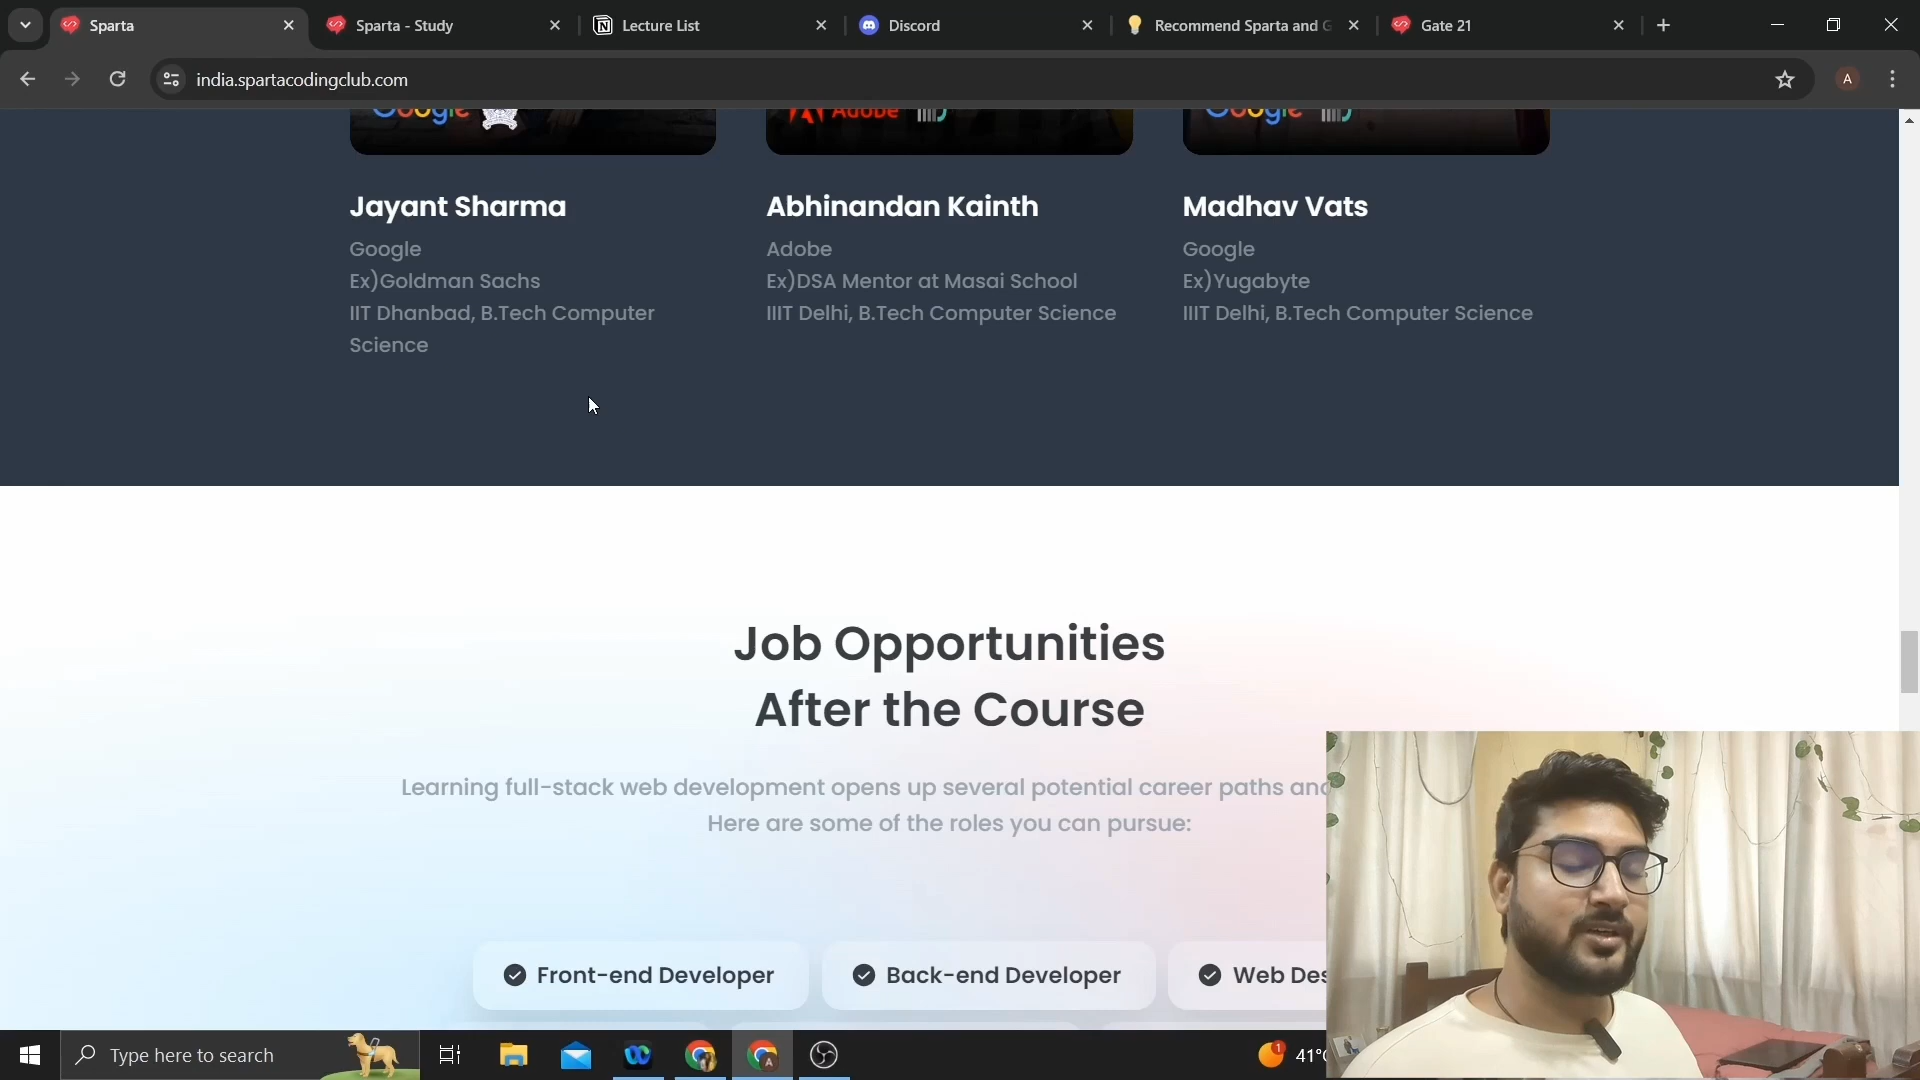 Sparta
Sparta - Study
Lecture List
Discord
Recommend Sparta and G
Gate 21
india.spartacodingclub.com
A
Google
Adobe
Google
Jayant Sharma
Google
Ex)Goldman Sachs
IIT Dhanbad, B.Tech Computer
Science
Abhinandan Kainth
Adobe
Ex)DSA Mentor at Masai School
IIIT Delhi, B.Tech Computer Science
Madhav Vats
Google
Ex)Yugabyte
IIIT Delhi, B.Tech Computer Science
Job Opportunities
After the Course
Learning full-stack web development opens up several potential career paths and
Here are some of the roles you can pursue:
Front-end Developer
Back-end Developer
Web Des
Type here to search
A
1
41°C